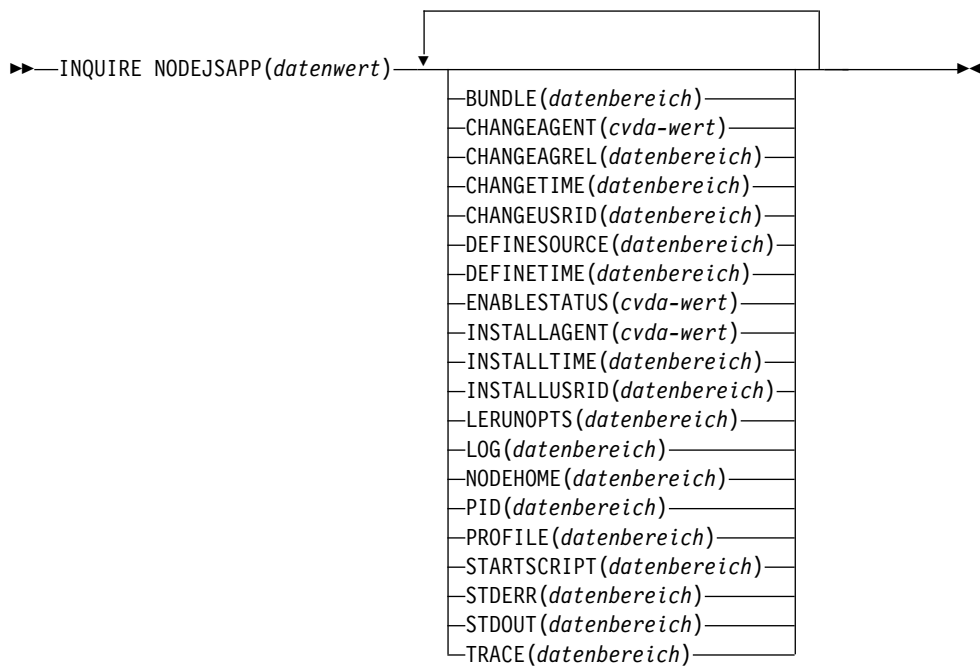 INQUIRE NODEJSAPP(datenwert)
BUNDLE(datenbereich)
CHANGEAGENT(cvda-wert)
CHANGEAGREL(datenbereich)
CHANGETIME(datenbereich)
CHANGEUSRID(datenbereich)
DEFINESOURCE(datenbereich)
DEFINETIME(datenbereich)
ENABLESTATUS(cvda-wert)
INSTALLAGENT(cvda-wert)
INSTALLTIME(datenbereich)
INSTALLUSRID(datenbereich)
LERUNOPTS(datenbereich)
LOG(datenbereich)
NODEHOME(datenbereich)
PID(datenbereich)
PROFILE(datenbereich)
STARTSCRIPT(datenbereich)
STDERR(datenbereich)
STDOUT(datenbereich)
TRACE(datenbereich)